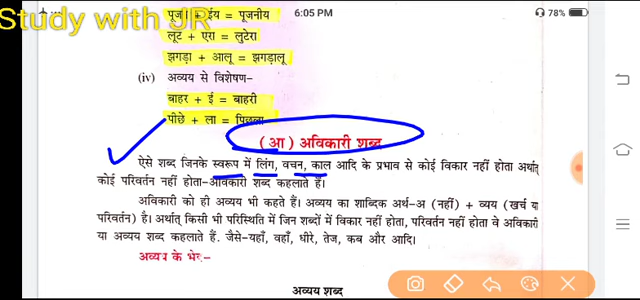 Study with JR
6:05 PM
78%
पूजा + ईय = पूजनीय
लूट + एरा = लुटेरा
झगड़ा + आलू = झगड़ालू
(iv) अव्यय से विशेषण–
बाहर + ई = बाहरी
पीछे + ला = पिछला
(आ) अविकारी शब्द
ऐसे शब्द जिनके स्वरूप में लिंग, वचन, काल आदि के प्रभाव से कोई विकार नहीं होता अर्थात्
कोई परिवर्तन नहीं होता–अविकारी शब्द कहलाते हैं।
अविकारी को ही अव्यय भी कहते हैं। अव्यय का शाब्दिक अर्थ-अ (नहीं) + व्यय (खर्च या
परिवर्तन) है। अर्थात् किसी भी परिस्थिति में जिन शब्दों में विकार नहीं होता, परिवर्तन नहीं होता वे अविकारी
या अव्यय शब्द कहलाते हैं. जैसे-यहाँ, वहाँ, धीरे, तेज, कब और आदि।
अव्यय के भेद-
अव्यय शब्द